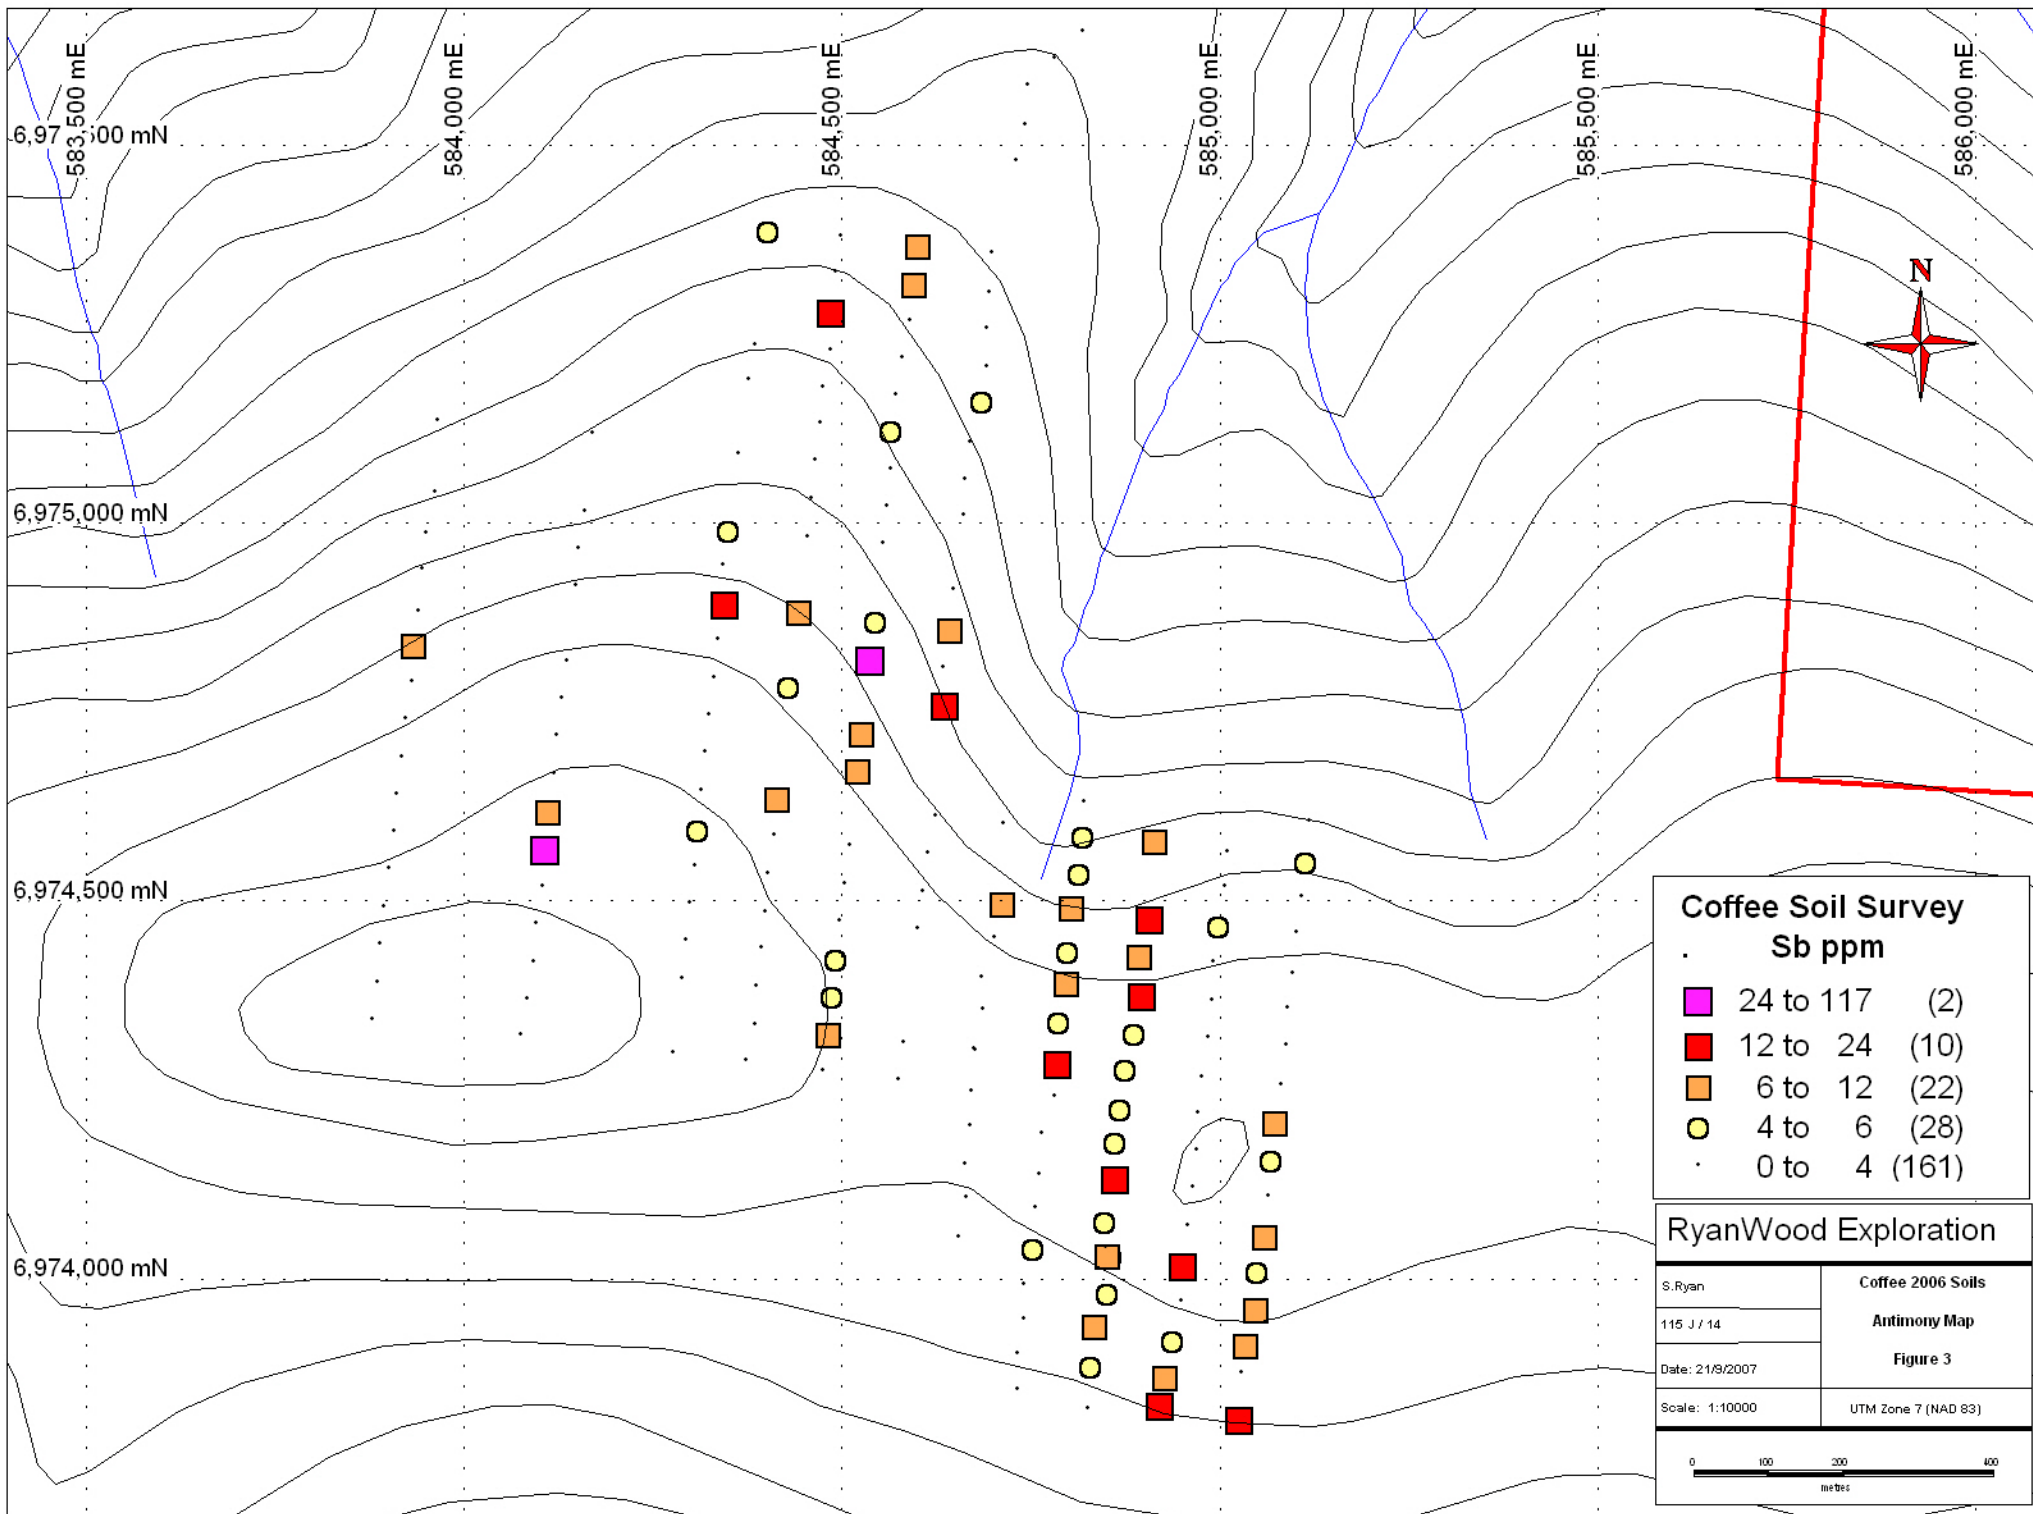 583,500 mE
584,000 mE
584,500 mE
585,000 mE
585,500 mE
586,000 mE
500 mN
N
6,975,000 mN
6,974,500 mN
6,974,000 mN
Coffee Soil Survey
Sb ppm
24 to 117 (2)
12 to 24 (10)
6 to 12 (22)
4 to 6 (28)
0 to 4 (161)
RyanWood Exploration
S.Ryan
115 J / 14
Date: 21/9/2007
Scale: 1:10000
Coffee 2006 Soils
Antimony Map
Figure 3
UTM Zone 7 (NAD 83)
0 100 200 400
metres